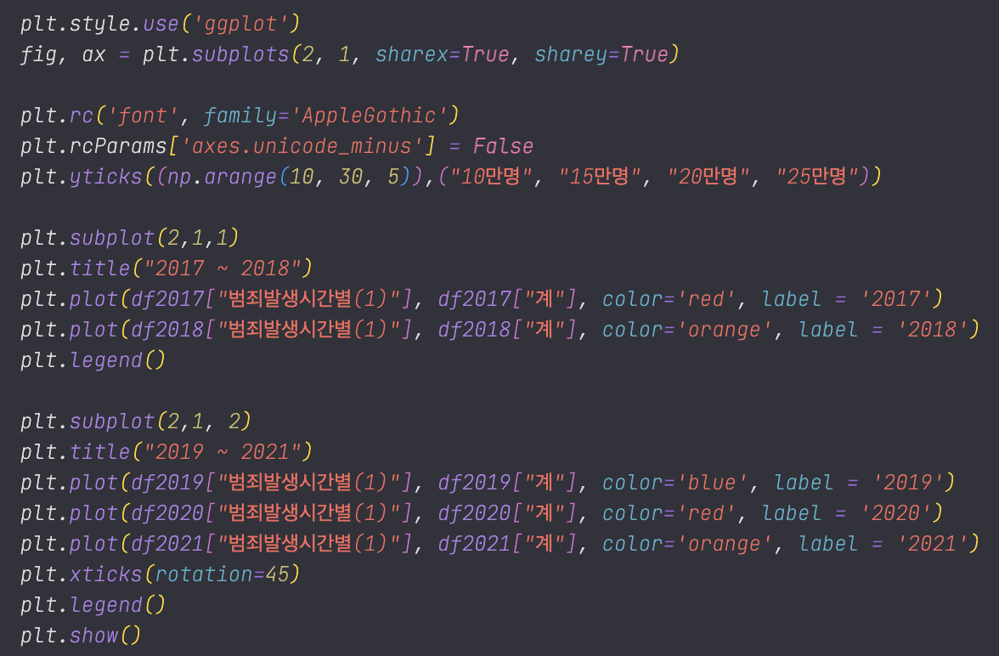 plt.style.use('ggplot')
fig, ax = plt.subplots(2, 1, sharex=True, sharey=True)
plt.rc('font', family='AppleGothic')
plt.rcParams['axes.unicode_minus'] = False
plt.yticks((np.arange(10, 30, 5)),("10만명", "15만명", "20만명", "25만명"))
plt.subplot(2,1,1)
plt.title("2017 ~ 2018")
plt.plot(df2017["범죄발생시간별(1)"], df2017["계"], color='red', label = '2017')
plt.plot(df2018["범죄발생시간별(1)"], df2018["계"], color='orange', label = '2018')
plt.legend()
plt.subplot(2,1, 2)
plt.title("2019 ~ 2021")
plt.plot(df2019["범죄발생시간별(1)"], df2019["계"], color='blue', label = '2019')
plt.plot(df2020["범죄발생시간별(1)"], df2020["계"], color='red', label = '2020')
plt.plot(df2021["범죄발생시간별(1)"], df2021["계"], color='orange', label = '2021')
plt.xticks(rotation=45)
plt.legend()
plt.show()